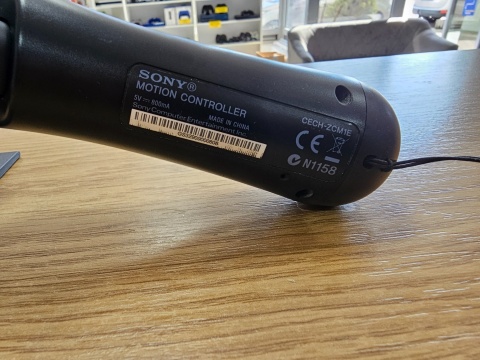 SONY®
MOTION CONTROLLER
5V⎓800mA
MADE IN CHINA
Sony Computer Entertainment Inc.
CECH-ZCM1E
CE
N1158